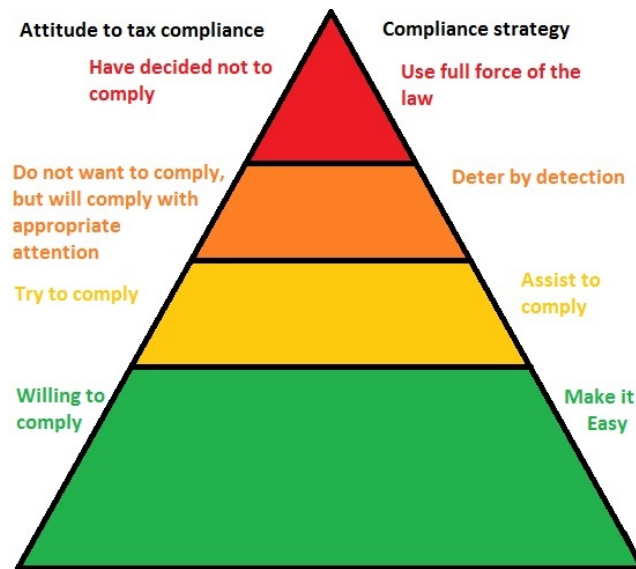 Attitude to tax compliance
Compliance strategy
Have decided not to
comply
Use full force of the
law
Do not want to comply,
but will comply with
appropriate
attention
Deter by detection
Try to comply
Assist to
comply
Willing to
comply
Make it
Easy